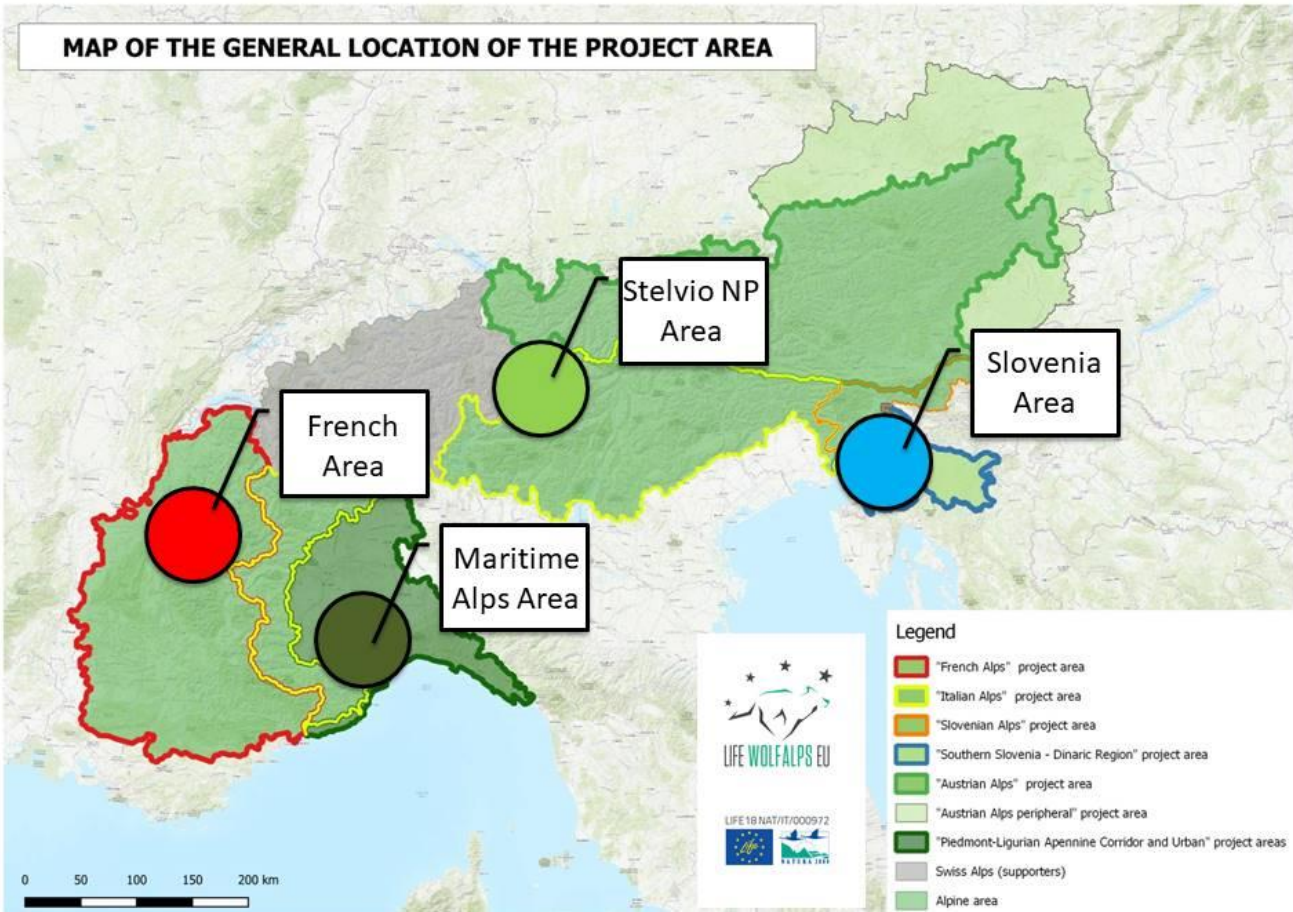 MAP OF THE GENERAL LOCATION OF THE PROJECT AREA
Stelvio NP
Area
Slovenia
Area
French
Area
Maritime
Alps Area
LIFE WOLFALPS EU
LIFE18 NAT/IT/000972
Life
NATURA 2000
Legend
"French Alps" project area
"Italian Alps" project area
"Slovenian Alps" project area
"Southern Slovenia - Dinaric Region" project area
"Austrian Alps" project area
"Austrian Alps peripheral" project area
"Piedmont-Ligurian Apennine Corridor and Urban" project areas
Swiss Alps (supporters)
Alpine area
0 50 100 150 200 km